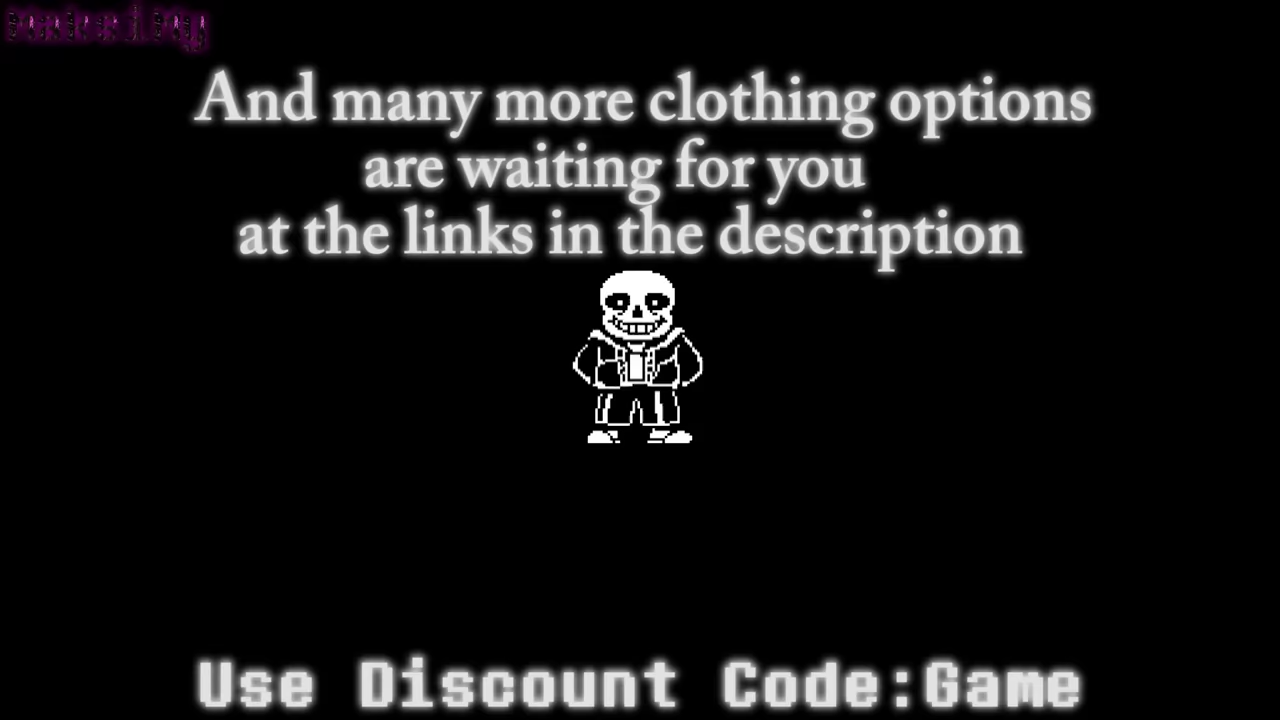 And many more clothing options
are waiting for you
at the links in the description
Use Discount Code:Game